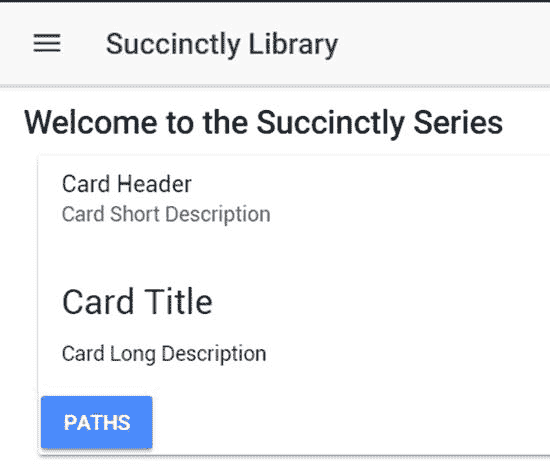 Succinctly Library
Welcome to the Succinctly Series
Card Header
Card Short Description
Card Title
Card Long Description
PATHS